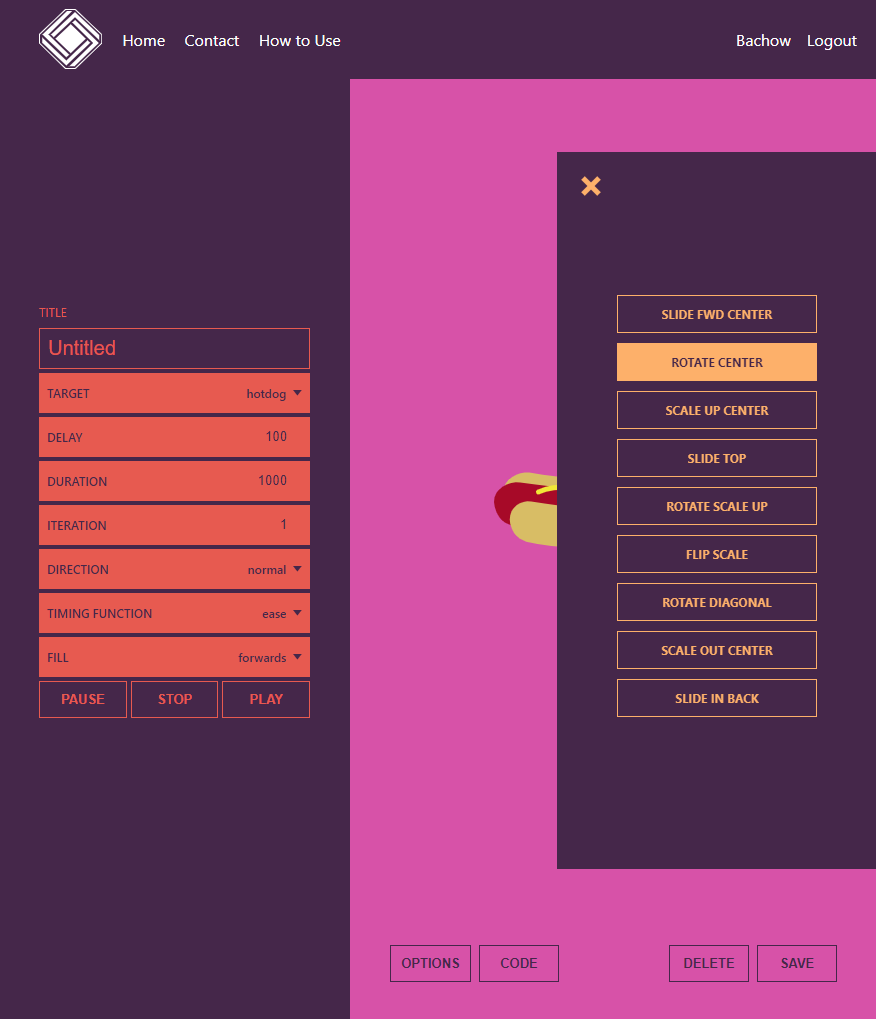 Home Contact How to Use Bachow Logout
TITLE
Untitled
TARGET hotdog
DELAY 100
DURATION 1000
ITERATION 1
DIRECTION normal
TIMING FUNCTION ease
FILL forwards
PAUSE STOP PLAY
SLIDE FWD CENTER
ROTATE CENTER
SCALE UP CENTER
SLIDE TOP
ROTATE SCALE UP
FLIP SCALE
ROTATE DIAGONAL
SCALE OUT CENTER
SLIDE IN BACK
OPTIONS CODE DELETE SAVE